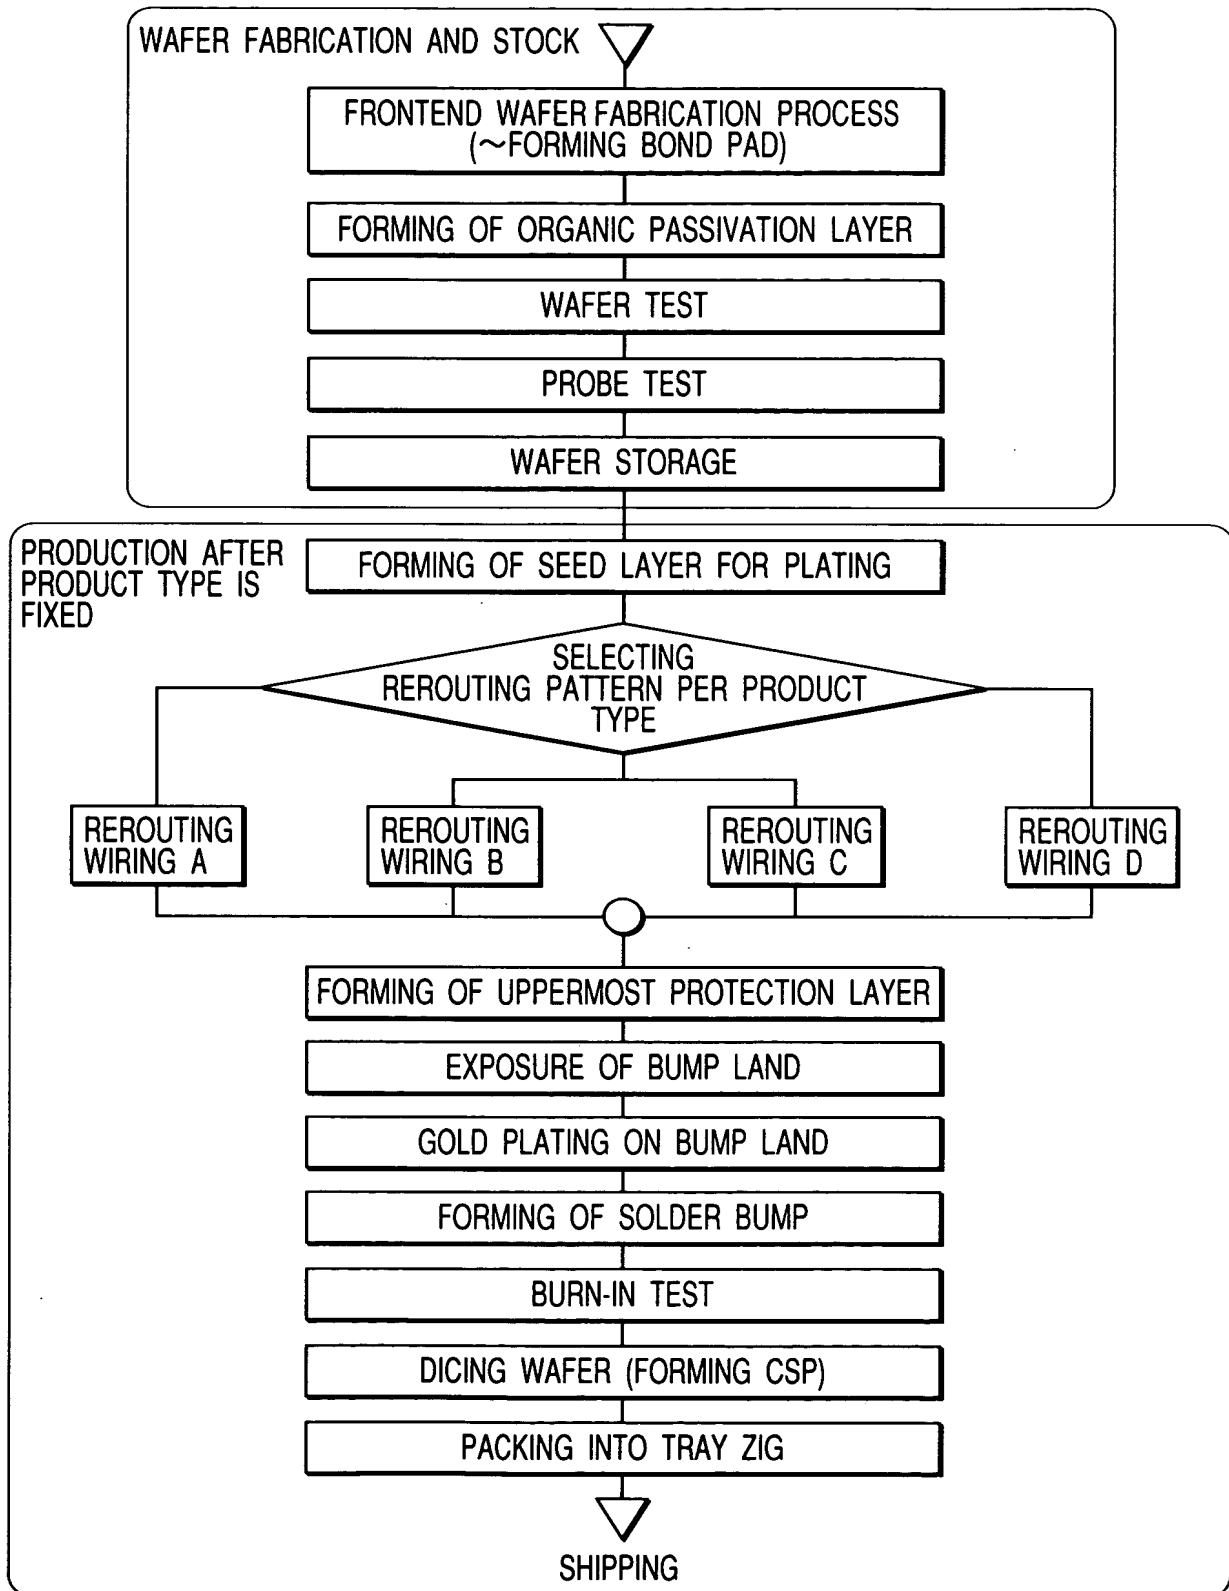 WAFER FABRICATION AND STOCK
FRONTEND WAFER FABRICATION PROCESS
(~FORMING BOND PAD)
FORMING OF ORGANIC PASSIVATION LAYER
WAFER TEST
PROBE TEST
WAFER STORAGE
PRODUCTION AFTER
PRODUCT TYPE IS
FIXED
FORMING OF SEED LAYER FOR PLATING
SELECTING
REROUTING PATTERN PER PRODUCT
TYPE
REROUTING
WIRING A
REROUTING
WIRING B
REROUTING
WIRING C
REROUTING
WIRING D
FORMING OF UPPERMOST PROTECTION LAYER
EXPOSURE OF BUMP LAND
GOLD PLATING ON BUMP LAND
FORMING OF SOLDER BUMP
BURN-IN TEST
DICING WAFER (FORMING CSP)
PACKING INTO TRAY ZIG
SHIPPING